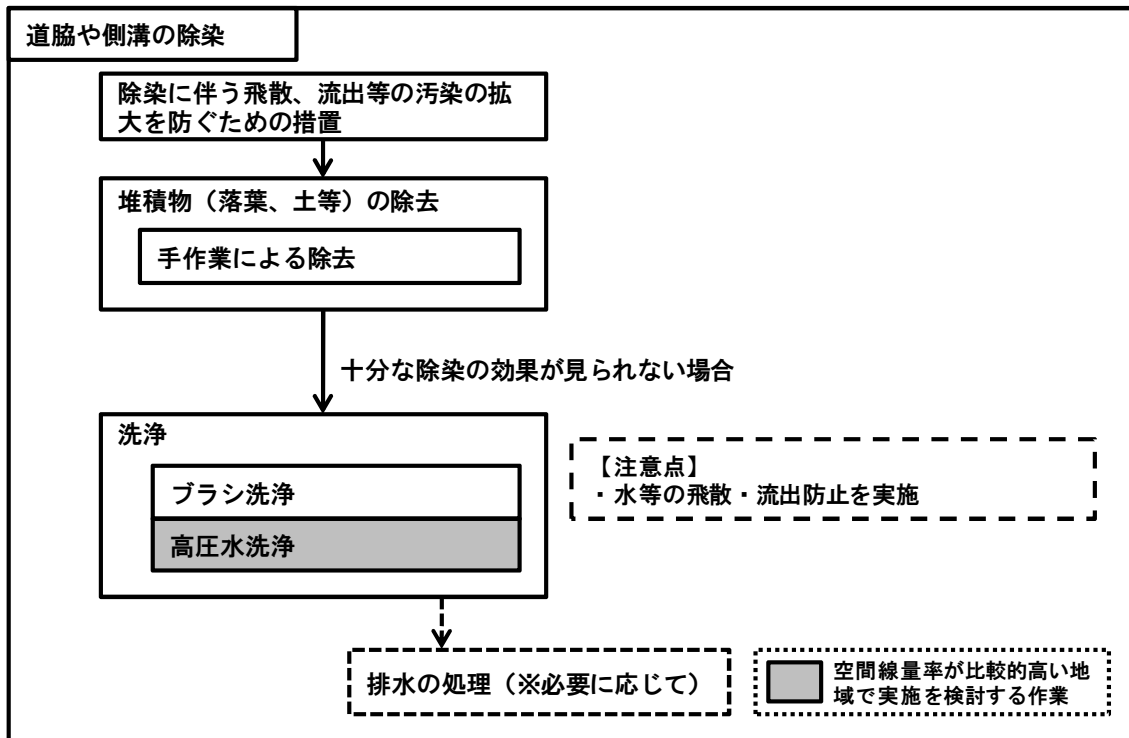 道脇や側溝の除染
除染に伴う飛散、流出等の汚染の拡
大を防ぐための措置
堆積物（落葉、土等）の除去
手作業による除去
十分な除染の効果が見られない場合
洗浄
ブラシ洗浄
高圧水洗浄
【注意点】
・水等の飛散・流出防止を実施
排水の処理（※必要に応じて）
空間線量率が比較的高い地
域で実施を検討する作業